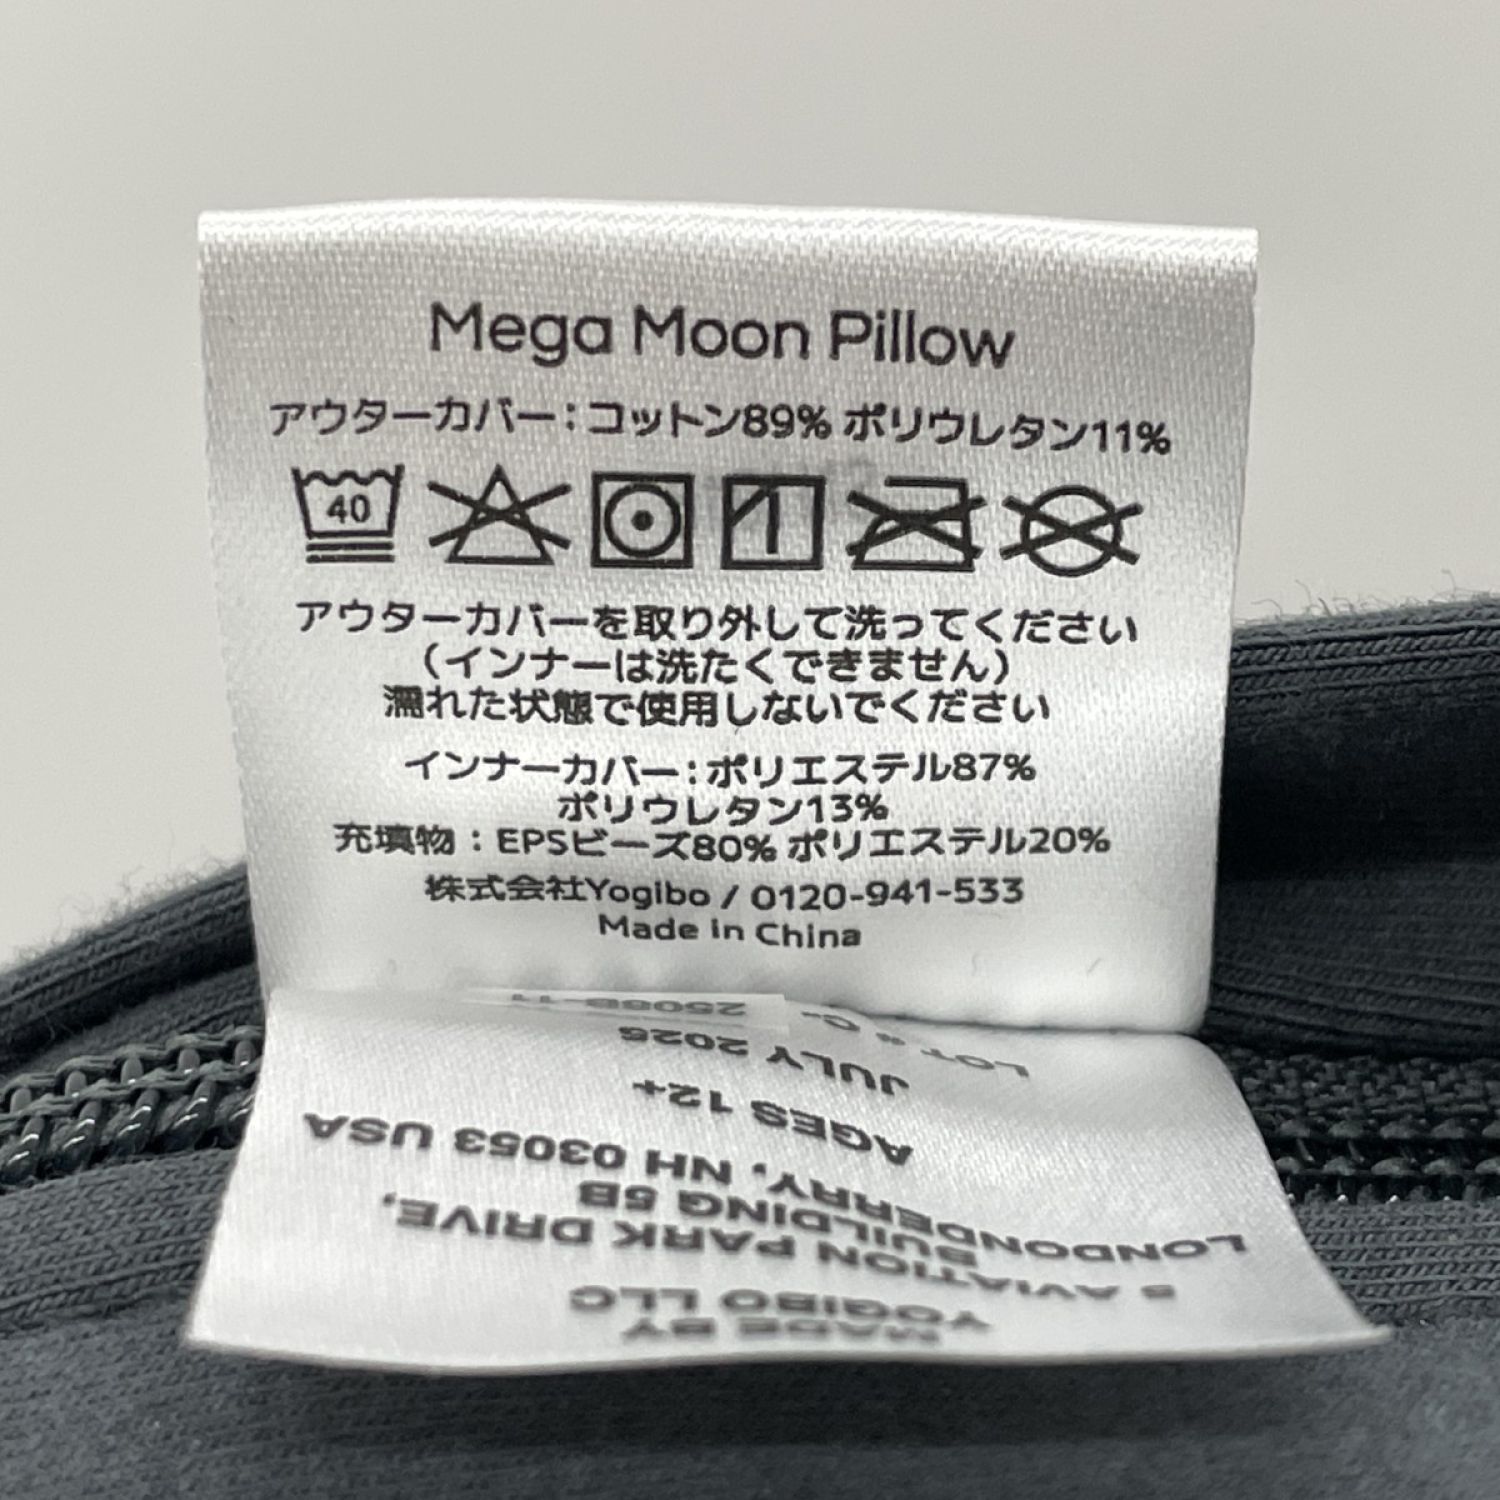 Mega Moon Pillow
アウターカバー：コットン89% ポリウレタン11%
40
アウターカバーを取り外して洗ってください
（インナーは洗たくできません）
濡れた状態で使用しないでください
インナーカバー：ポリエステル87%
ポリウレタン13%
充填物：EPSビーズ80% ポリエステル20%
株式会社Yogibo / 0120-941-533
Made in China
MADE BY
YOGIBO LLC
5 AVIATION PARK DRIVE,
BUILDING 5B
LONDONDERRY, NH 03053 USA
AGES 12+
JULY 2025
LOT #